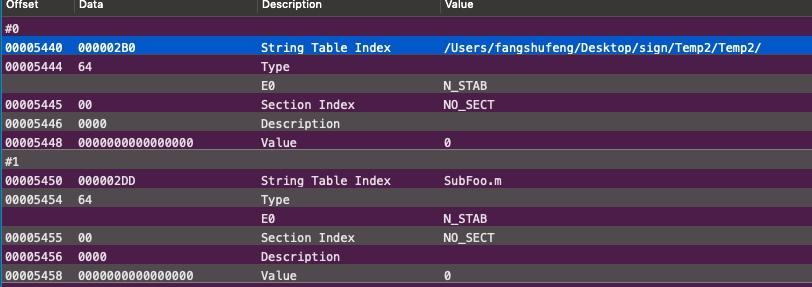 Offset Data Description Value
#0
00005440 000002B0 String Table Index /Users/fangshufeng/Desktop/sign/Temp2/Temp2/
00005444 64 Type
E0 N_STAB
00005445 00 Section Index NO_SECT
00005446 0000 Description
00005448 0000000000000000 Value 0
#1
00005450 000002DD String Table Index SubFoo.m
00005454 64 Type
E0 N_STAB
00005455 00 Section Index NO_SECT
00005456 0000 Description
00005458 0000000000000000 Value 0